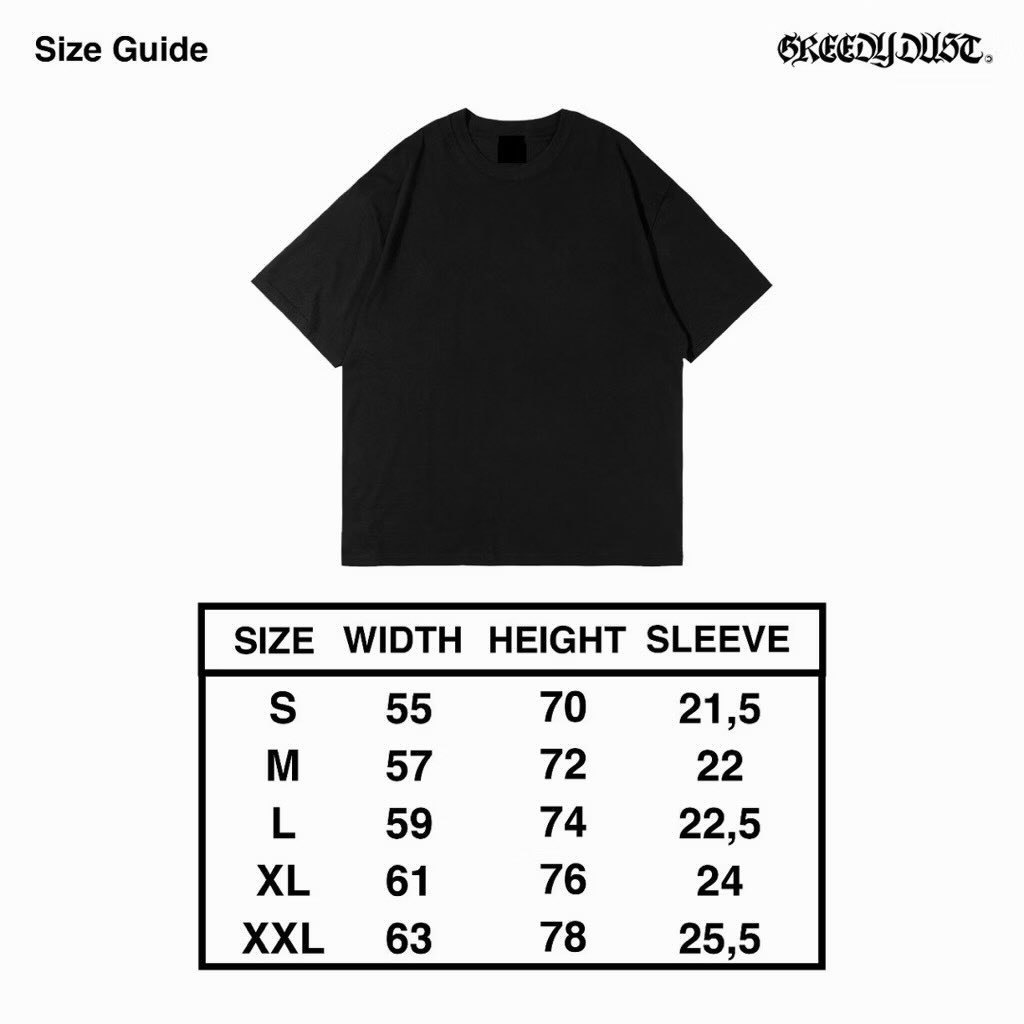 Size Guide
GREEDYDUST.
SIZE WIDTH HEIGHT SLEEVE
S 55 70 21,5
M 57 72 22
L 59 74 22,5
XL 61 76 24
XXL 63 78 25,5